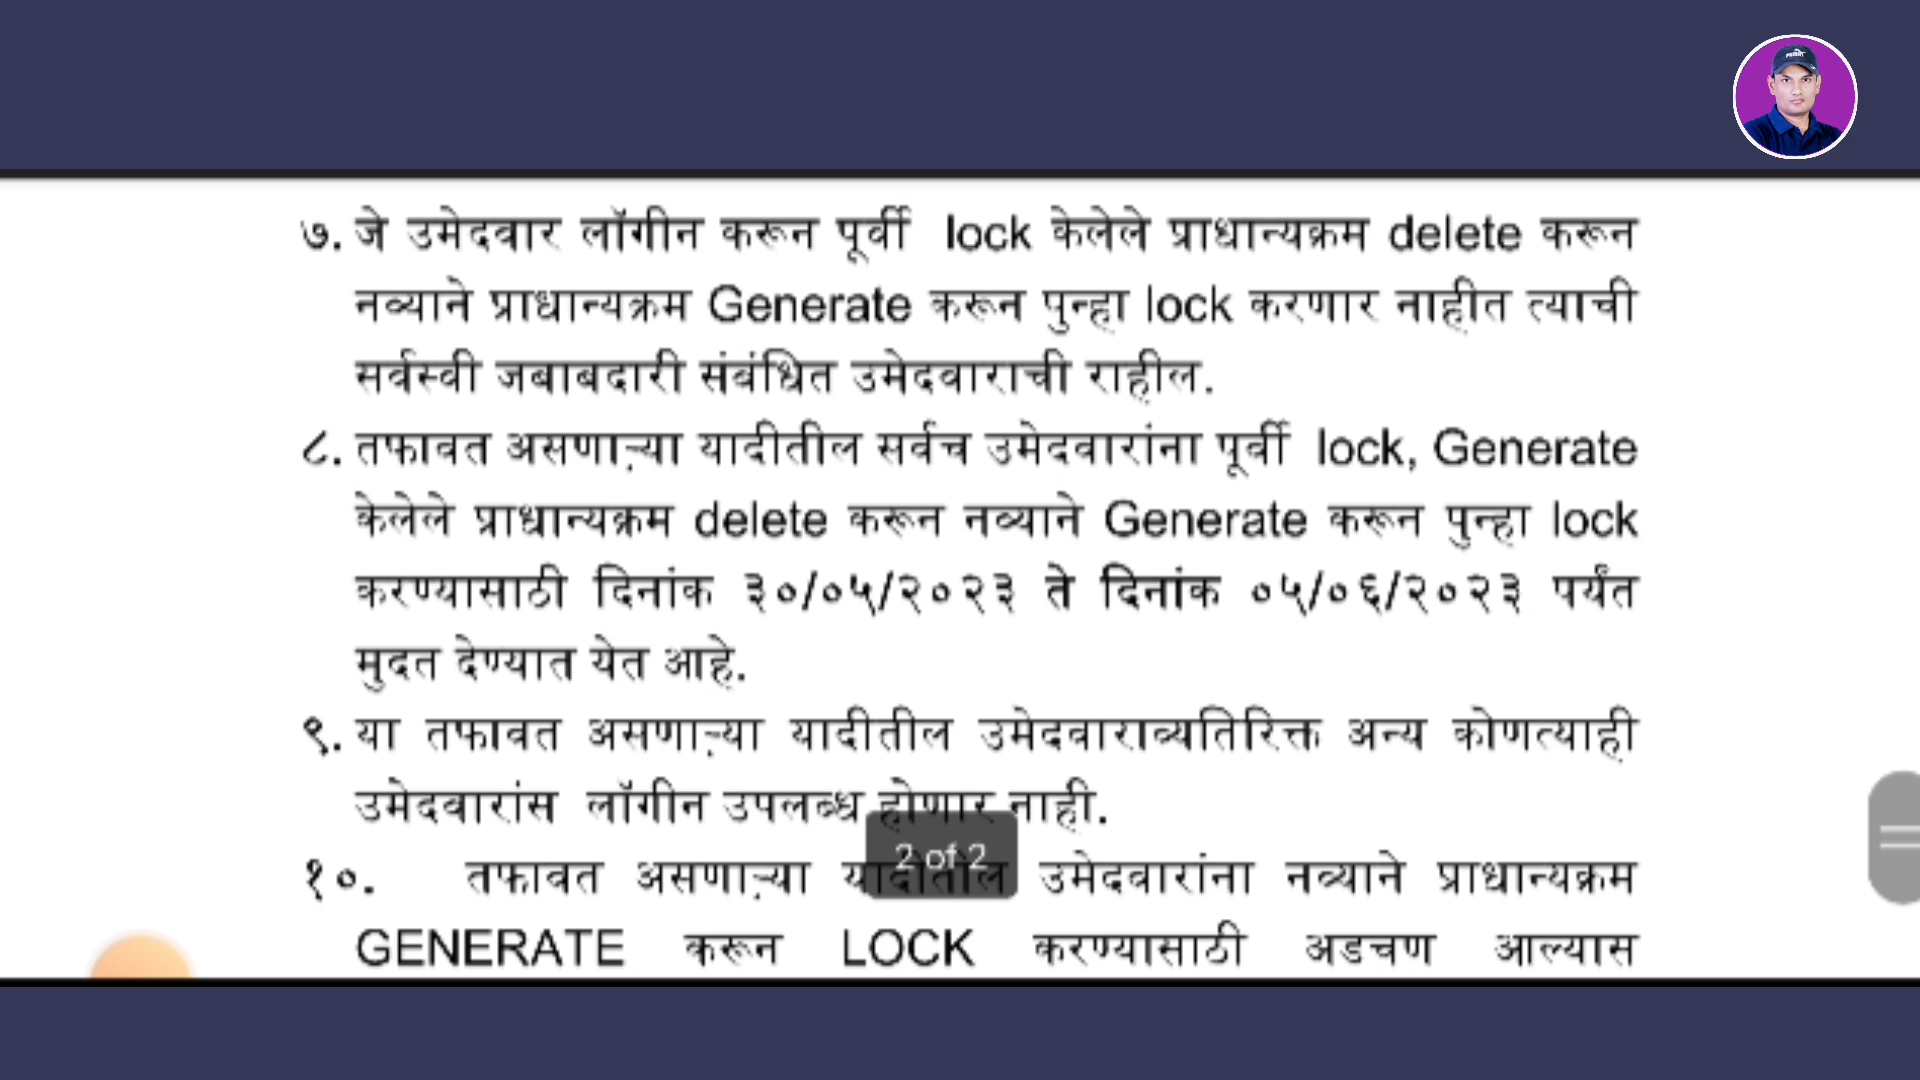 ७. जे उमेदवार लॉगीन करून पूर्वी lock केलेले प्राधान्यक्रम delete करून
नव्याने प्राधान्यक्रम Generate करून पुन्हा lock करणार नाहीत त्याची
सर्वस्वी जबाबदारी संबंधित उमेदवाराची राहील.
८. तफावत असणाऱ्या यादीतील सर्वच उमेदवारांना पूर्वी lock, Generate
केलेले प्राधान्यक्रम delete करून नव्याने Generate करून पुन्हा lock
करण्यासाठी दिनांक ३०/०५/२०२३ ते दिनांक ०५/०६/२०२३ पर्यंत
मुदत देण्यात येत आहे.
९. या तफावत असणाऱ्या यादीतील उमेदवाराव्यतिरिक्त अन्य कोणत्याही
उमेदवारांस लॉगीन उपलब्ध होणार नाही.
2 of 2
१०. तफावत असणाऱ्या यादीतील उमेदवारांना नव्याने प्राधान्यक्रम
GENERATE करून LOCK करण्यासाठी अडचण आल्यास